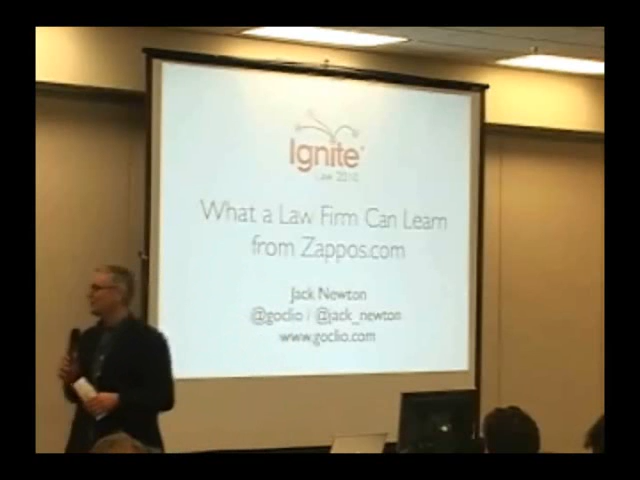 Ignite
Law 2010
What a Law Firm Can Learn
from Zappos.com
Jack Newton
@goclio / @jack_newton
www.goclio.com